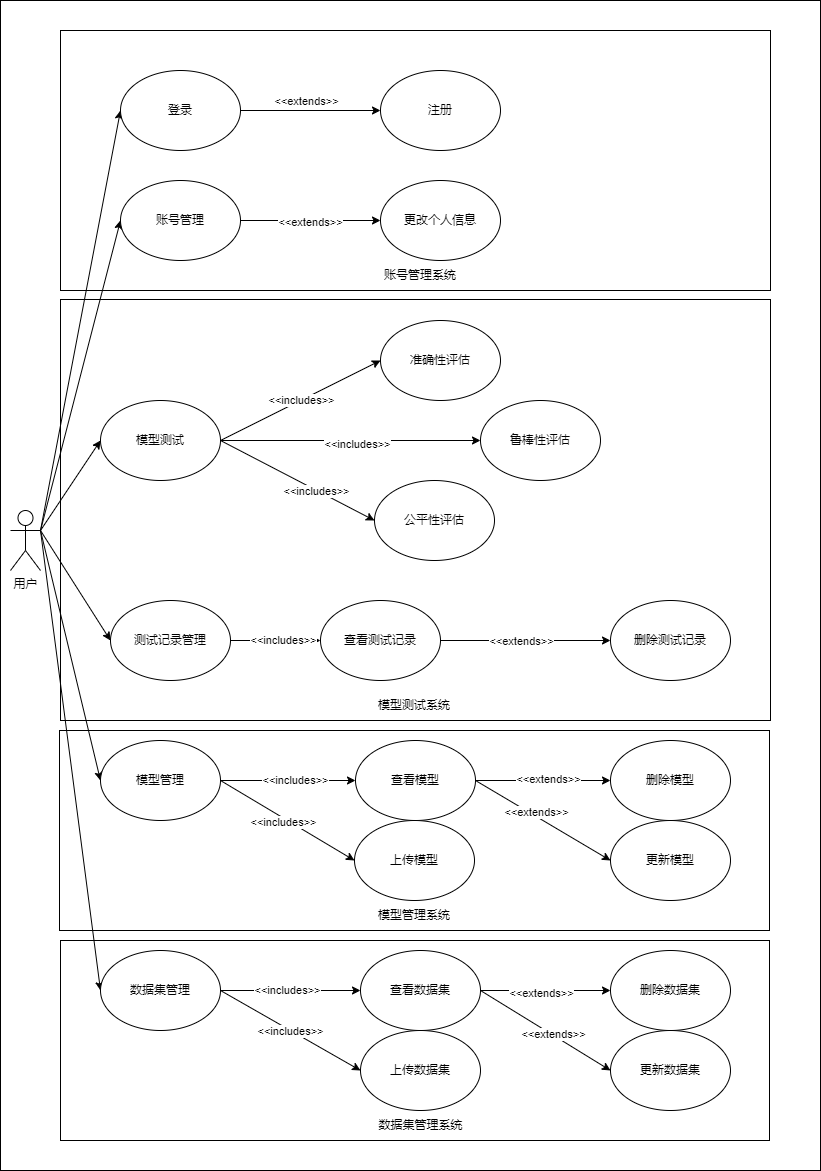 登录
<<extends>>
注册
账号管理
<<extends>>
更改个人信息
账号管理系统
准确性评估
<<includes>>
模型测试
<<includes>>
鲁棒性评估
<<includes>>
公平性评估
用户
测试记录管理
<<includes>>
查看测试记录
<<extends>>
删除测试记录
模型测试系统
模型管理
<<includes>>
查看模型
<<extends>>
删除模型
<<includes>>
<<extends>>
上传模型
更新模型
模型管理系统
数据集管理
<<includes>>
查看数据集
<<extends>>
删除数据集
<<includes>>
<<extends>>
上传数据集
更新数据集
数据集管理系统